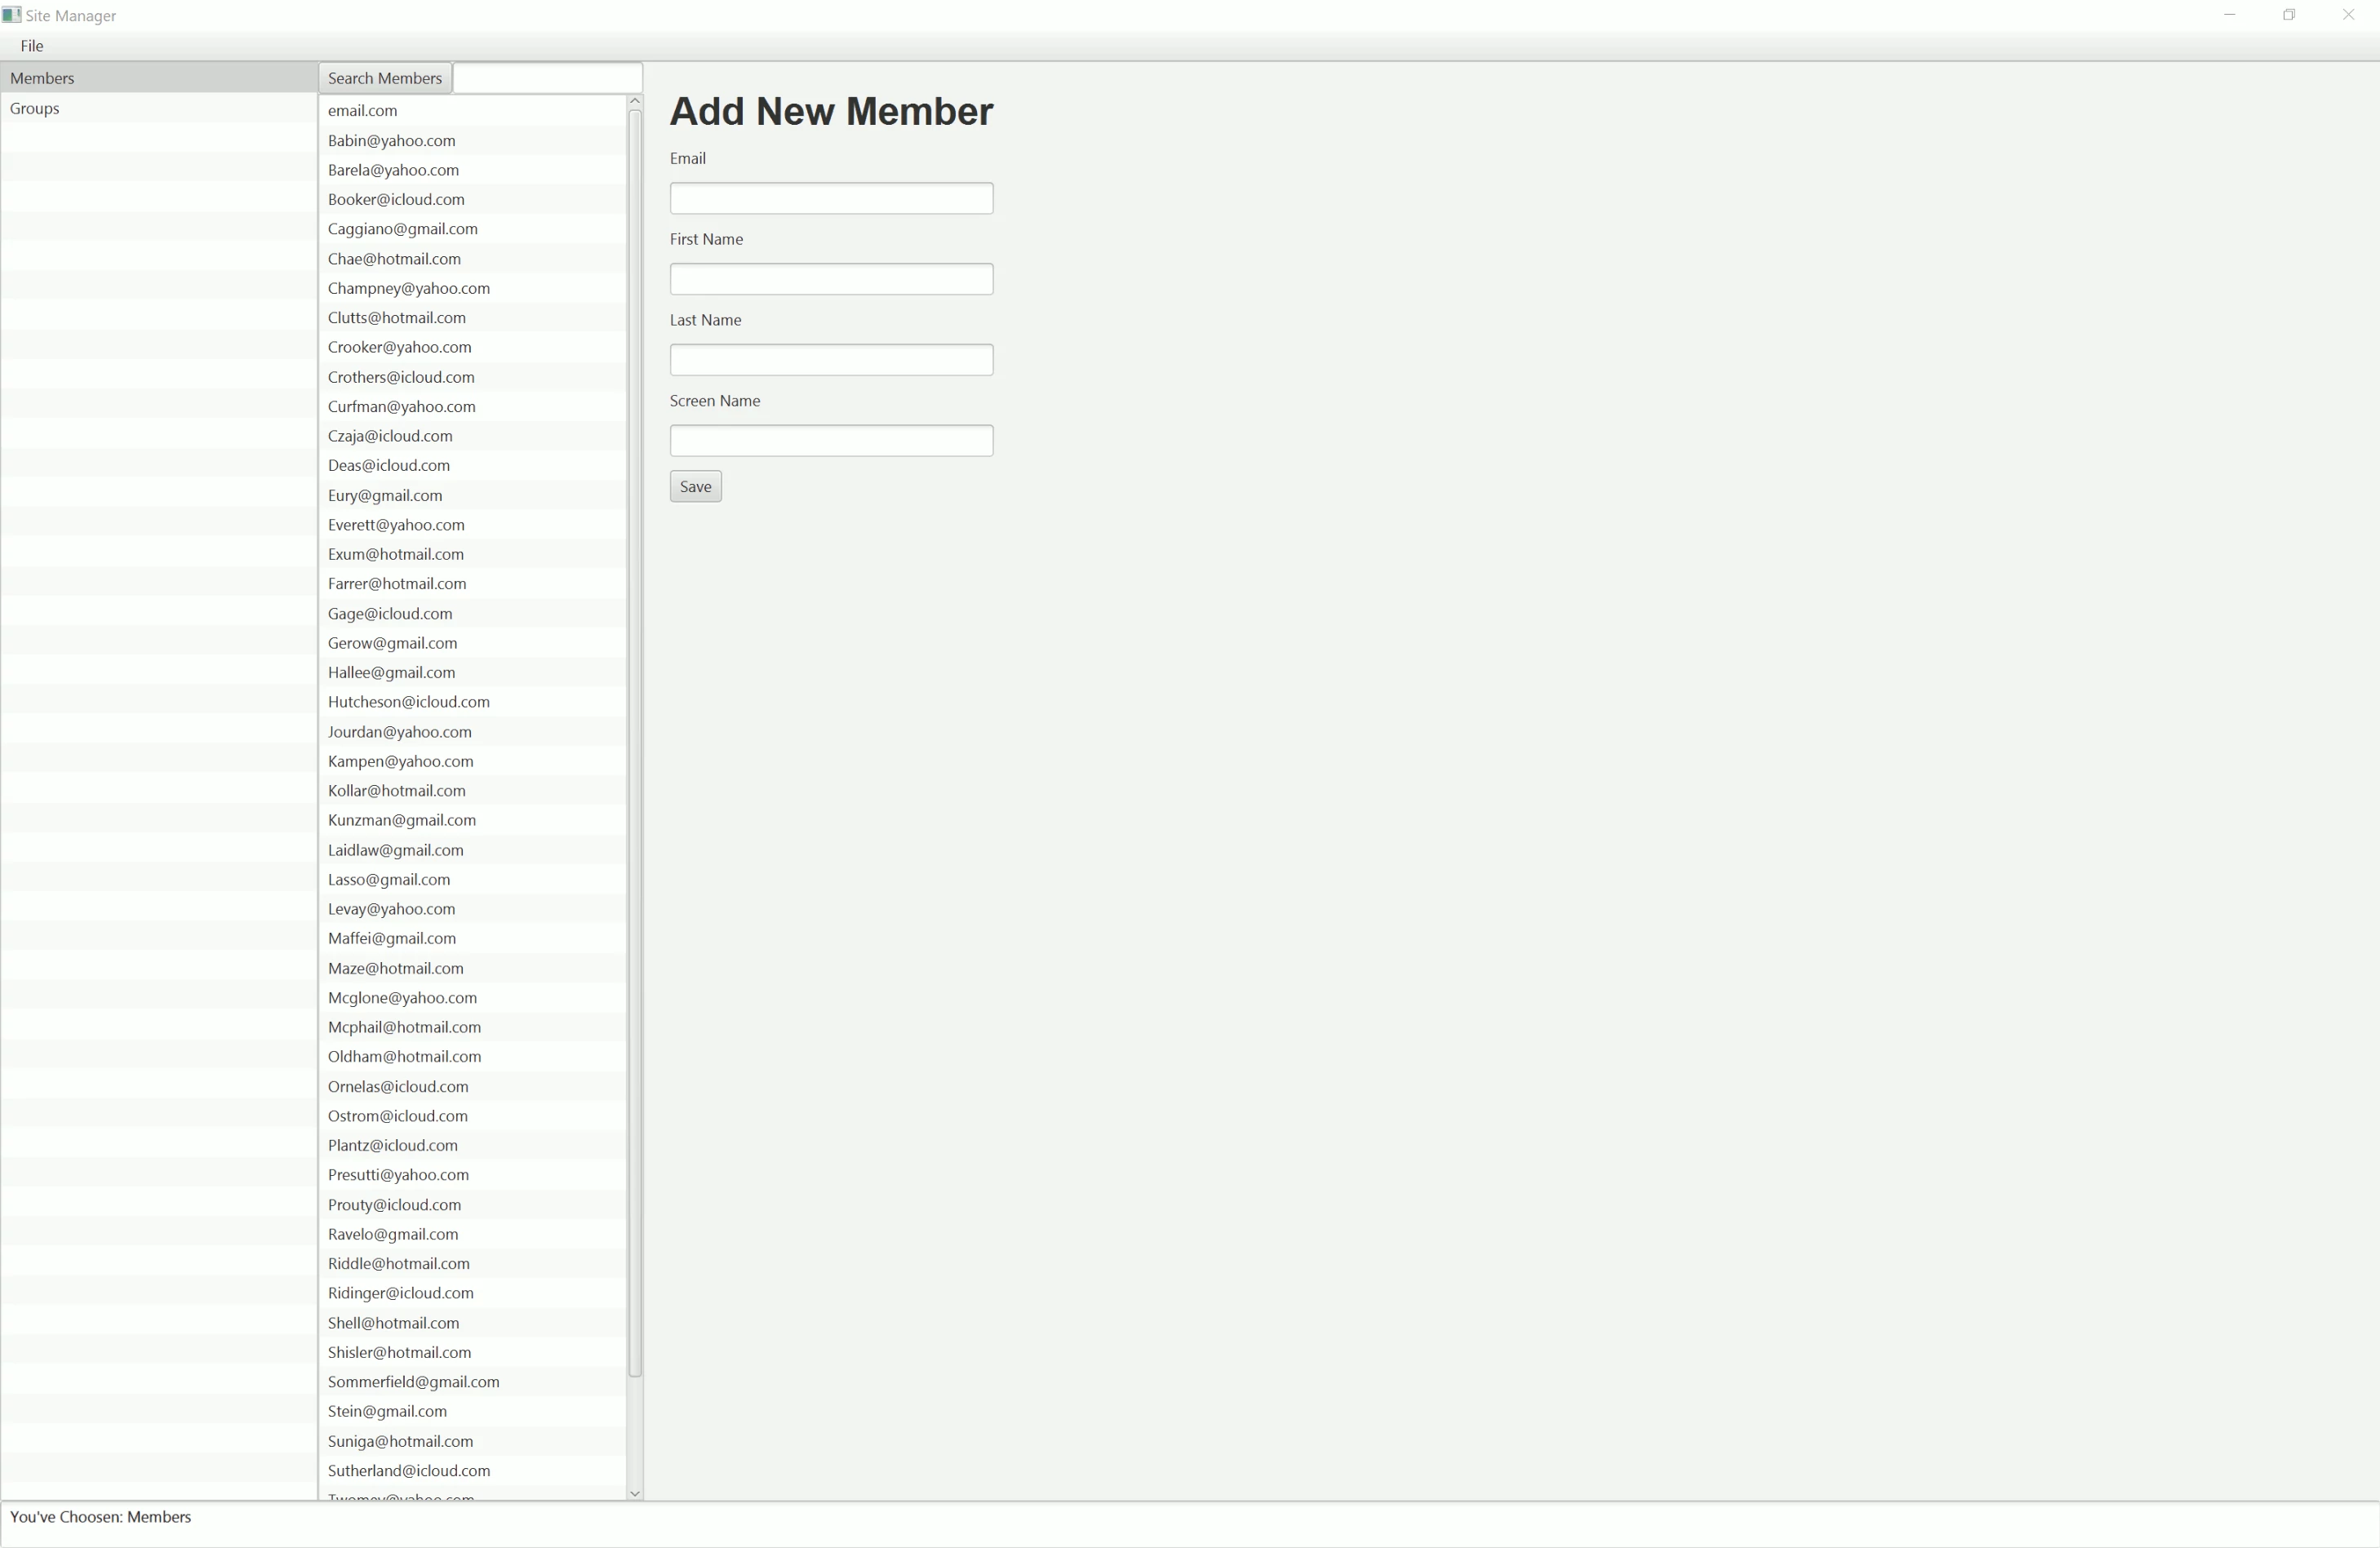 Site Manager
File
Members
Groups
Search Members
email.com
Babin@yahoo.com
Barela@yahoo.com
Booker@icloud.com
Caggiano@gmail.com
Chae@hotmail.com
Champney@yahoo.com
Clutts@hotmail.com
Crooker@yahoo.com
Crothers@icloud.com
Curfman@yahoo.com
Czaja@icloud.com
Deas@icloud.com
Eury@gmail.com
Everett@yahoo.com
Exum@hotmail.com
Farrer@hotmail.com
Gage@icloud.com
Gerow@gmail.com
Hallee@gmail.com
Hutcheson@icloud.com
Jourdan@yahoo.com
Kampen@yahoo.com
Kollar@hotmail.com
Kunzman@gmail.com
Laidlaw@gmail.com
Lasso@gmail.com
Levay@yahoo.com
Maffei@gmail.com
Maze@hotmail.com
Mcglone@yahoo.com
Mcphail@hotmail.com
Oldham@hotmail.com
Ornelas@icloud.com
Ostrom@icloud.com
Plantz@icloud.com
Presutti@yahoo.com
Prouty@icloud.com
Ravelo@gmail.com
Riddle@hotmail.com
Ridinger@icloud.com
Shell@hotmail.com
Shisler@hotmail.com
Sommerfield@gmail.com
Stein@gmail.com
Suniga@hotmail.com
Sutherland@icloud.com
Add New Member
Email
First Name
Last Name
Screen Name
Save
You've Choosen: Members